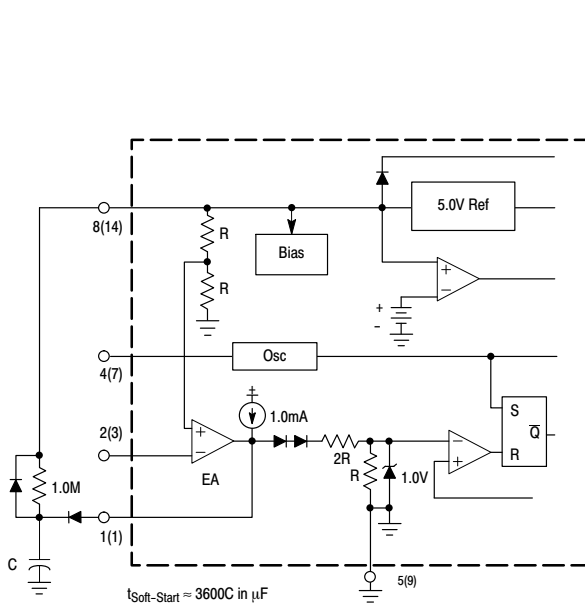 5.0V Ref
8(14)
R
Bias
+
−
R
+
−
4(7)
Osc
+
1.0mA
S
Q̅
R
2(3)
+
−
EA
2R
−
+
R
1.0V
1.0M
1(1)
C
5(9)
tSoft−Start ≈ 3600C in μF